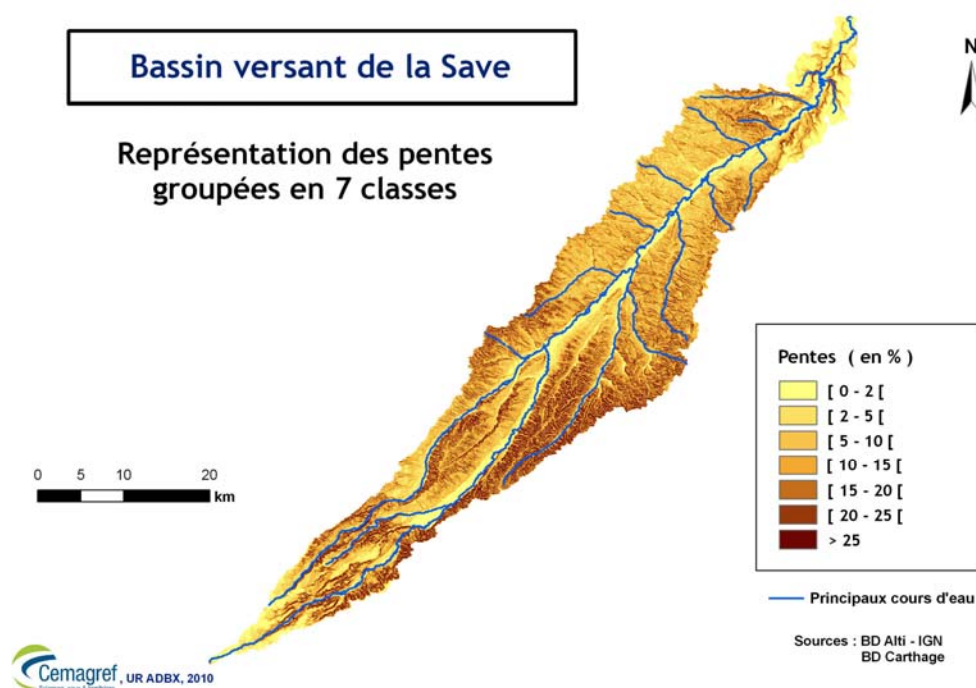 Bassin versant de la Save
Représentation des pentes
groupées en 7 classes
N
Pentes ( en % )
[ 0 - 2 [
[ 2 - 5 [
[ 5 - 10 [
[ 10 - 15 [
[ 15 - 20 [
[ 20 - 25 [
> 25
0 5 10 20
km
Principaux cours d'eau
Sources : BD Alti - IGN
BD Carthage
Cemagref , UR ADBX, 2010